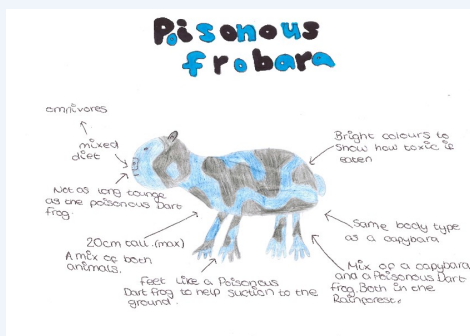 Poisonous
frobara
omnivores
mixed
diet
Not as long tounge
as the poisonous Dart
frog.
20cm tall (max)
A mix of both
animals.
Feet like a Poisonous
Dart frog to help suction to the
ground.
Bright colours to
show how toxic if
eaten
Same body type
as a capybara
Mix of a capybara
and a Poisonous Dart
frog. Both in the
Rainforest.